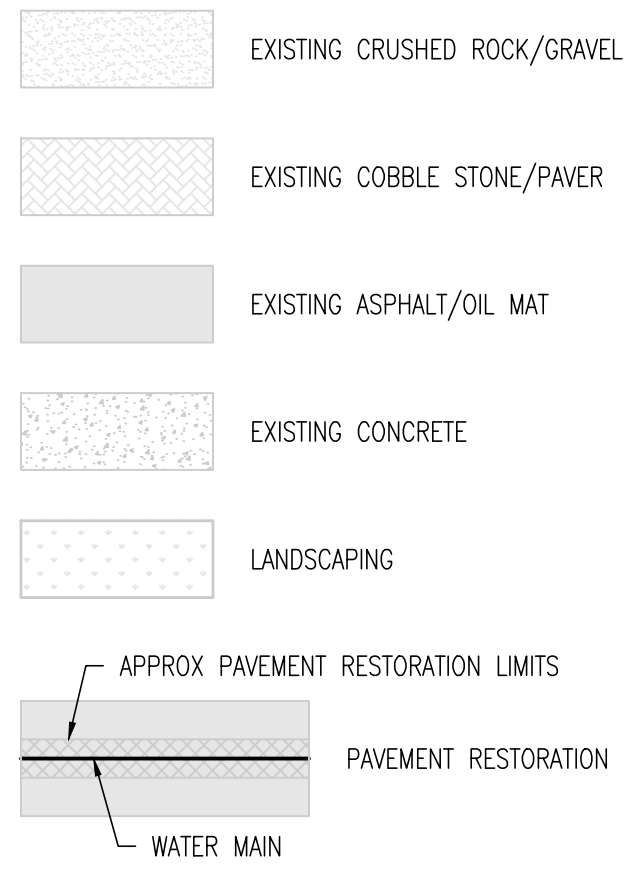 EXISTING CRUSHED ROCK/GRAVEL
EXISTING COBBLE STONE/PAVER
EXISTING ASPHALT/OIL MAT
EXISTING CONCRETE
LANDSCAPING
APPROX PAVEMENT RESTORATION LIMITS
PAVEMENT RESTORATION
WATER MAIN